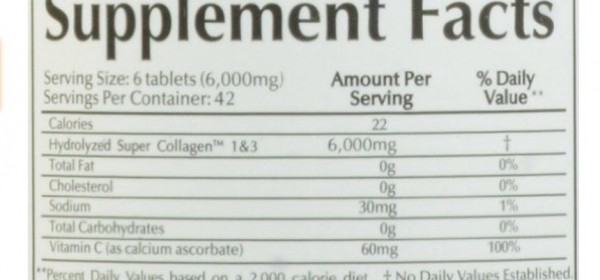 Supplement Facts
Serving Size: 6 tablets (6,000mg) Amount Per % Daily
Servings Per Container: 42 Serving Value**
Calories 22
Hydrolyzed Super Collagen™ 1&3 6,000mg †
Total Fat 0g 0%
Cholesterol 0g 0%
Sodium 30mg 1%
Total Carbohydrates 0g 0%
Vitamin C (as calcium ascorbate) 60mg 100%
**Percent Daily Values based on a 2,000 calorie diet. † No Daily Values Established.